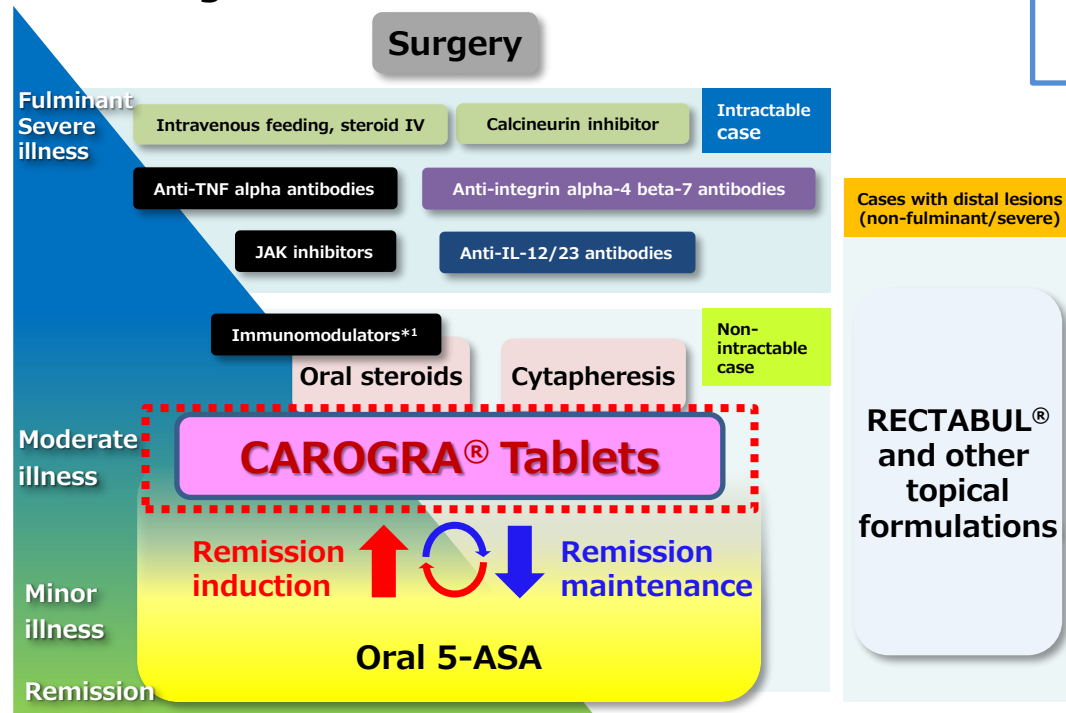 Surgery
Fulminant
Severe
illness
Intravenous feeding, steroid IV
Calcineurin inhibitor
Intractable
case
Anti-TNF alpha antibodies
Anti-integrin alpha-4 beta-7 antibodies
JAK inhibitors
Anti-IL-12/23 antibodies
Cases with distal lesions
(non-fulminant/severe)
Immunomodulators*1
Non-
intractable
case
Oral steroids
Cytapheresis
Moderate
illness
CAROGRA® Tablets
RECTABUL®
and other
topical
formulations
Remission
induction
Remission
maintenance
Minor
illness
Oral 5-ASA
Remission